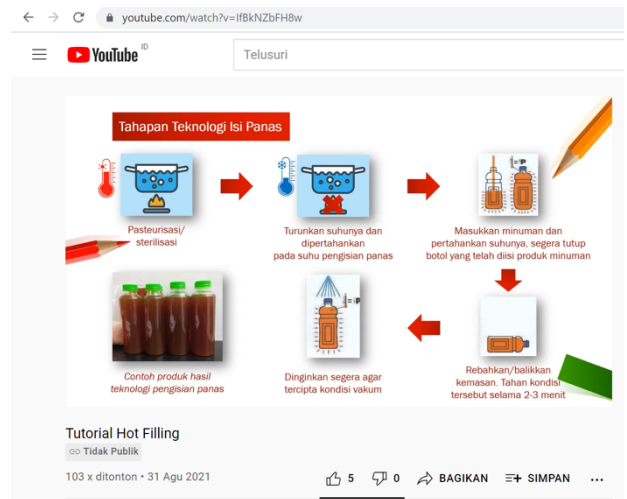 youtube.com/watch?v=IfBkNZbFH8w
YouTube ID
Telusuri
Tahapan Teknologi Isi Panas
Pasteurisasi/
sterilisasi
Turunkan suhunya dan
dipertahankan
pada suhu pengisian panas
Masukkan minuman dan
pertahankan suhunya, segera tutup
botol yang telah diisi produk minuman
Rebahkan/balikkan
kemasan. Tahan kondisi
tersebut selama 2-3 menit
Dinginkan segera agar
tercipta kondisi vakum
Contoh produk hasil
teknologi pengisian panas
Tutorial Hot Filling
Tidak Publik
103 x ditonton • 31 Agu 2021
5 0 BAGIKAN SIMPAN ...